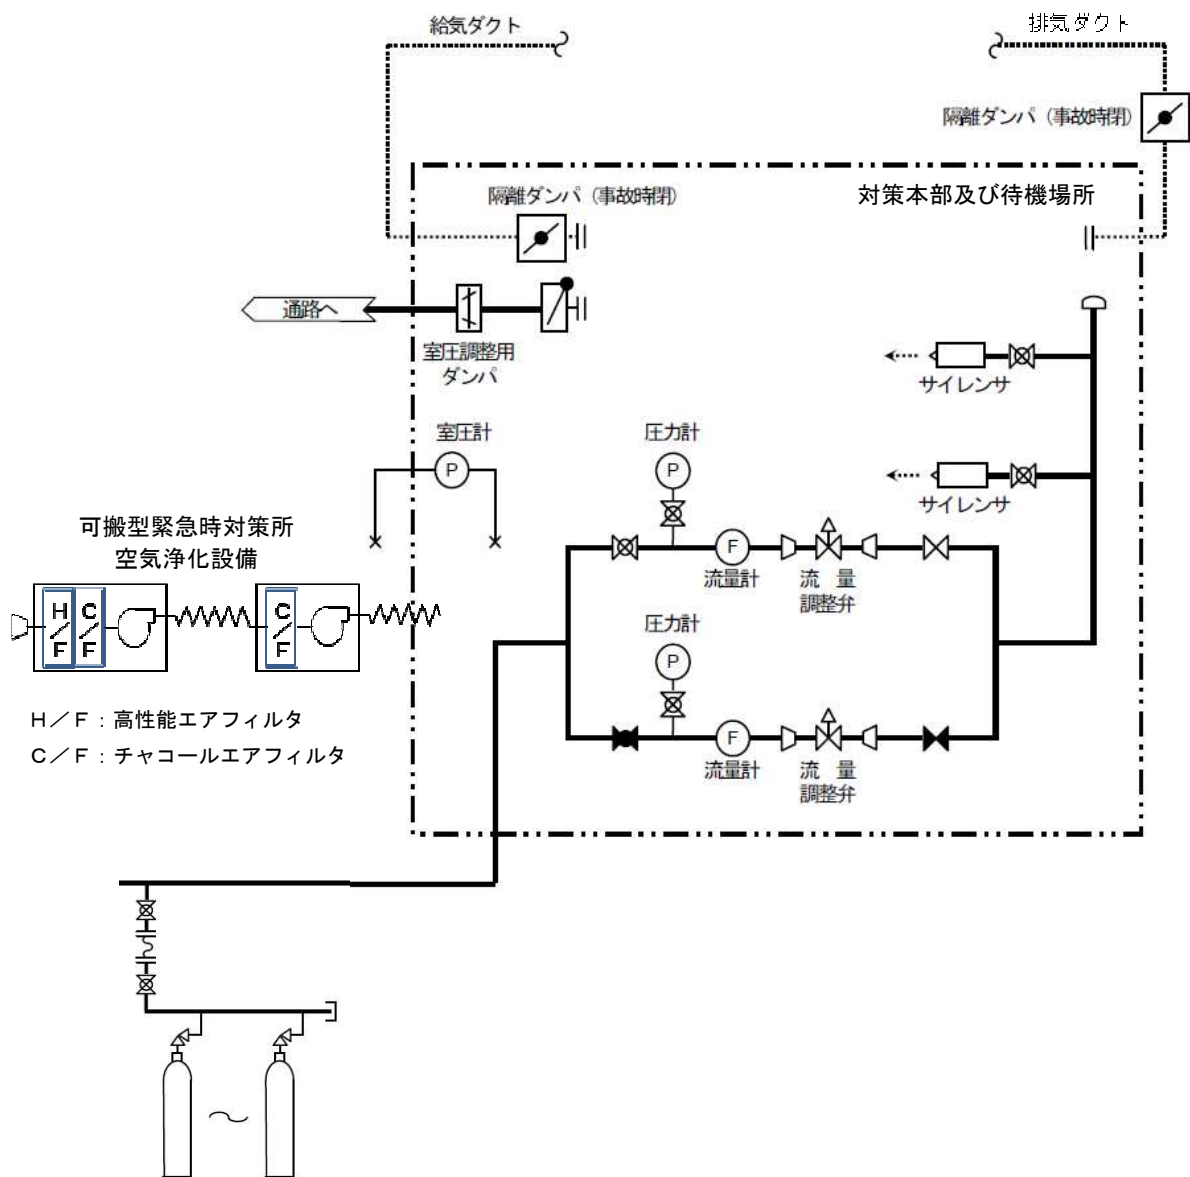 給気ダクト
排気ダクト
隔離ダンパ（事故時閉）
対策本部及び待機場所
隔離ダンパ（事故時閉）
通路へ
室圧調整用
ダンパ
サイレンサ
室圧計
P
圧力計
P
サイレンサ
可搬型緊急時対策所
空気浄化設備
F
流量計
流　量
調整弁
H/F
C/F
C/F
圧力計
P
H／F：高性能エアフィルタ
C／F：チャコールエアフィルタ
F
流量計
流　量
調整弁